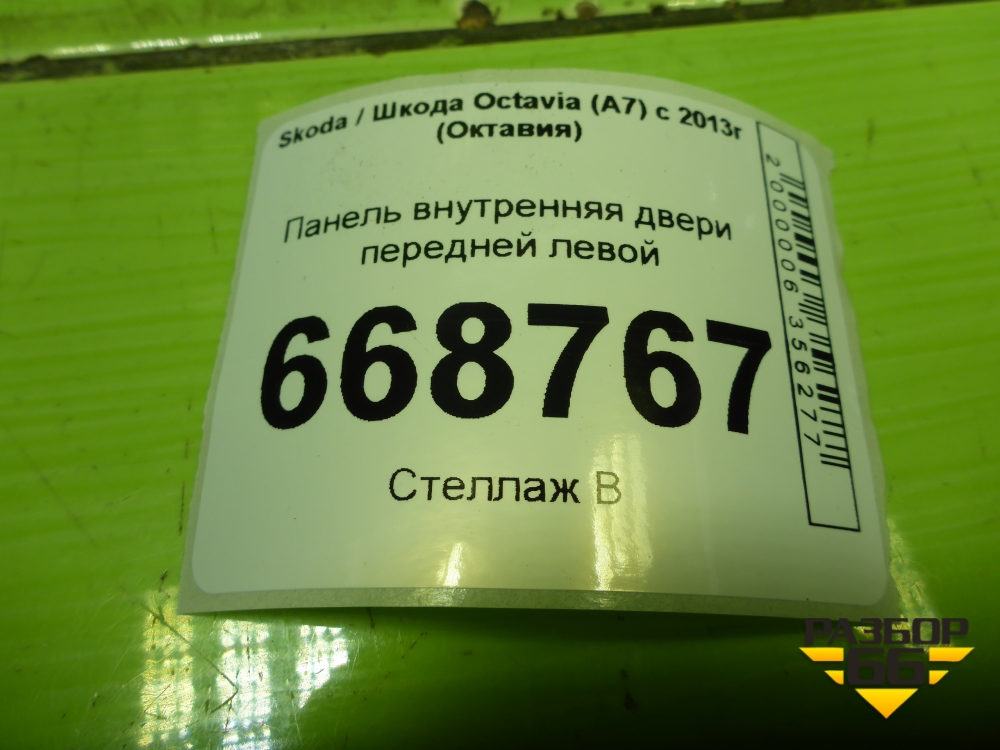 Skoda / Шкода Octavia (A7) с 2013г
(Октавия)
Панель внутренняя двери
передней левой
668767
Стеллаж В
2000006356277
РАЗБОР
66